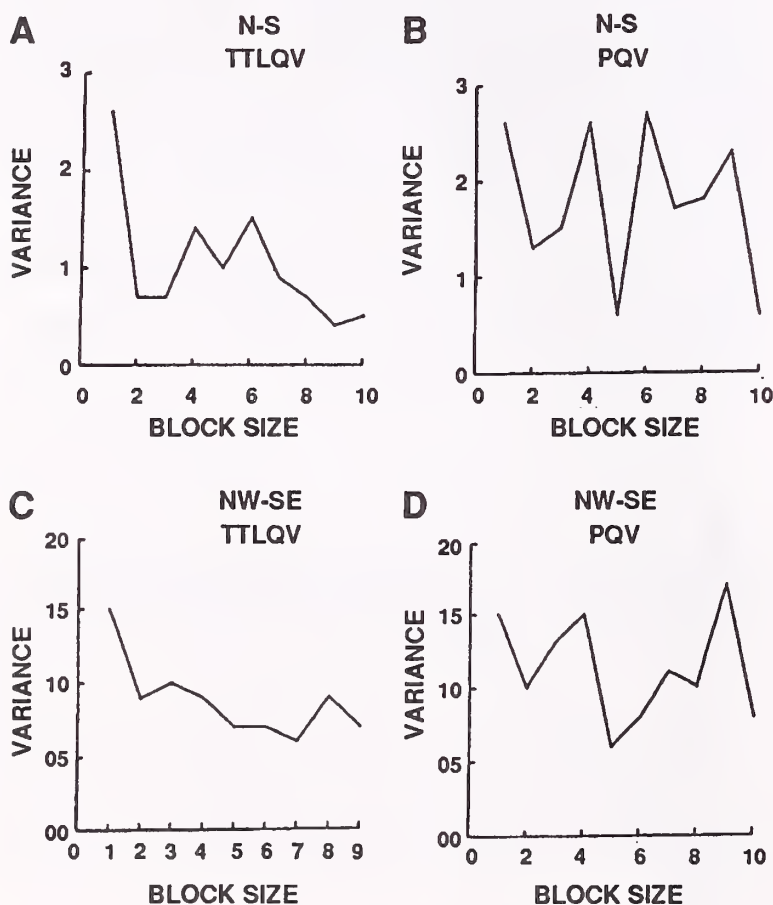 A
N-S
TTLQV
VARIANCE
3
2
1
0
0 2 4 6 8 10
BLOCK SIZE
B
N-S
PQV
VARIANCE
3
2
1
0
0 2 4 6 8 10
BLOCK SIZE
C
NW-SE
TTLQV
VARIANCE
20
15
10
05
00
0 1 2 3 4 5 6 7 8 9
BLOCK SIZE
D
NW-SE
PQV
VARIANCE
20
15
10
05
00
0 2 4 6 8 10
BLOCK SIZE